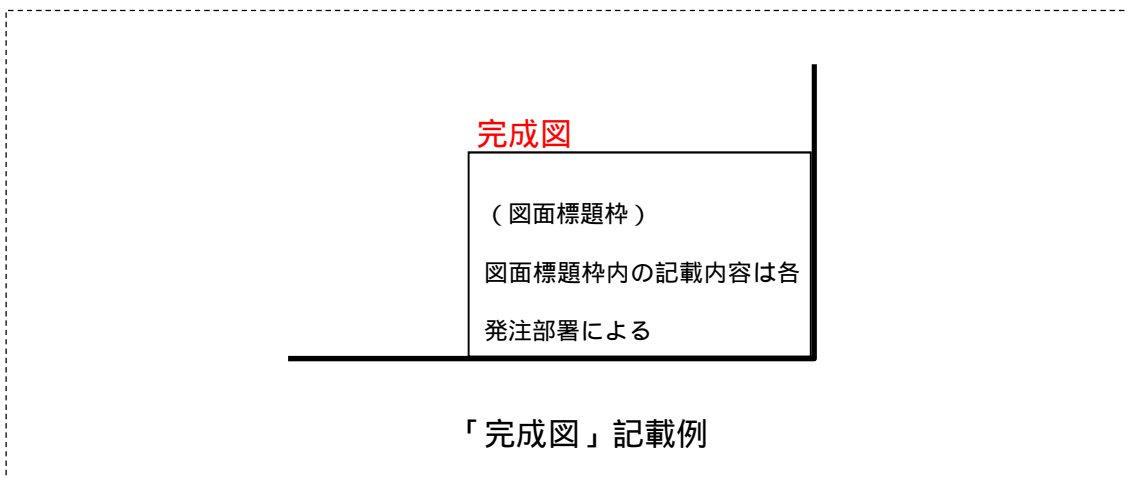 完成図
（図面標題枠）
図面標題枠内の記載内容は各
発注部署による
「完成図」記載例